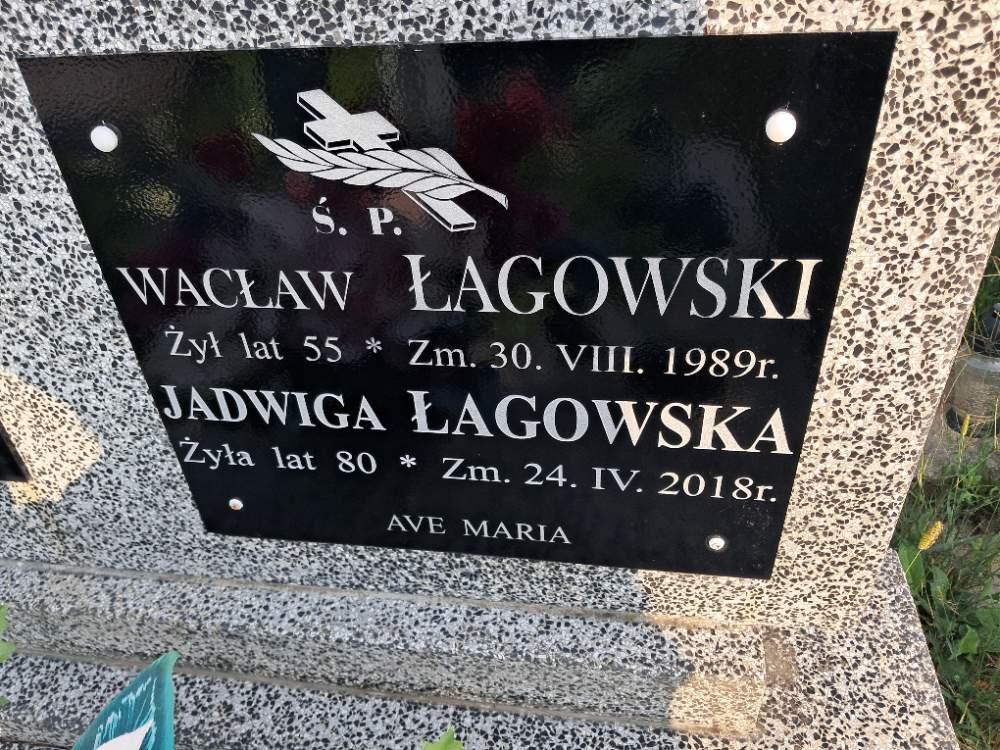 Ś. P.
WACŁAW ŁAGOWSKI
Żył lat 55 * Zm. 30. VIII. 1989r.
JADWIGA ŁAGOWSKA
Żyła lat 80 * Zm. 24. IV. 2018r.
AVE MARIA